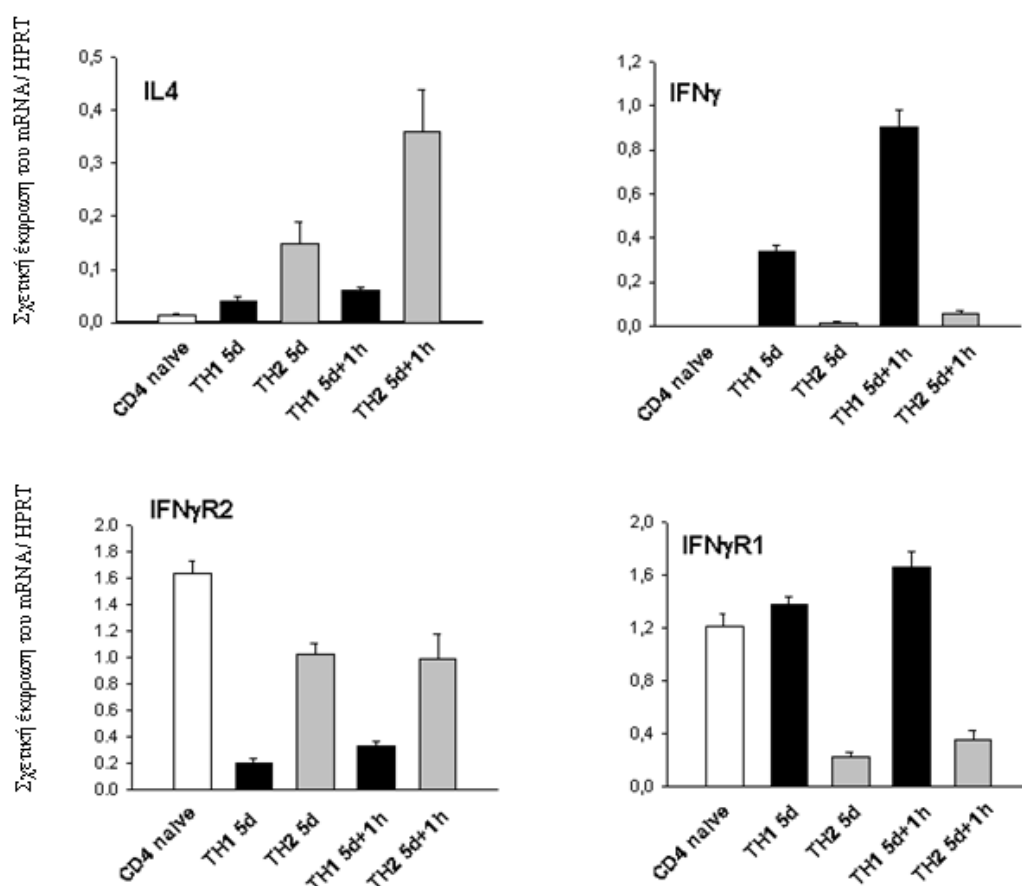 Σχετική έκφραση του mRNA/ HPRT
IL4
0,5
0,4
0,3
0,2
0,1
0,0
CD4 naive
TH1 5d
TH2 5d
TH1 5d+1h
TH2 5d+1h
IFNγ
1,2
1,0
0,8
0,6
0,4
0,2
0,0
CD4 naive
TH1 5d
TH2 5d
TH1 5d+1h
TH2 5d+1h
Σχετική έκφραση του mRNA/ HPRT
IFNγR2
2.0
1.8
1.6
1.4
1.2
1.0
0.8
0.6
0.4
0.2
0.0
CD4 naive
TH1 5d
TH2 5d
TH1 5d+1h
TH2 5d+1h
IFNγR1
2,0
1,6
1,2
0,8
0,4
0,0
CD4 naive
TH1 5d
TH2 5d
TH1 5d+1h
TH2 5d+1h